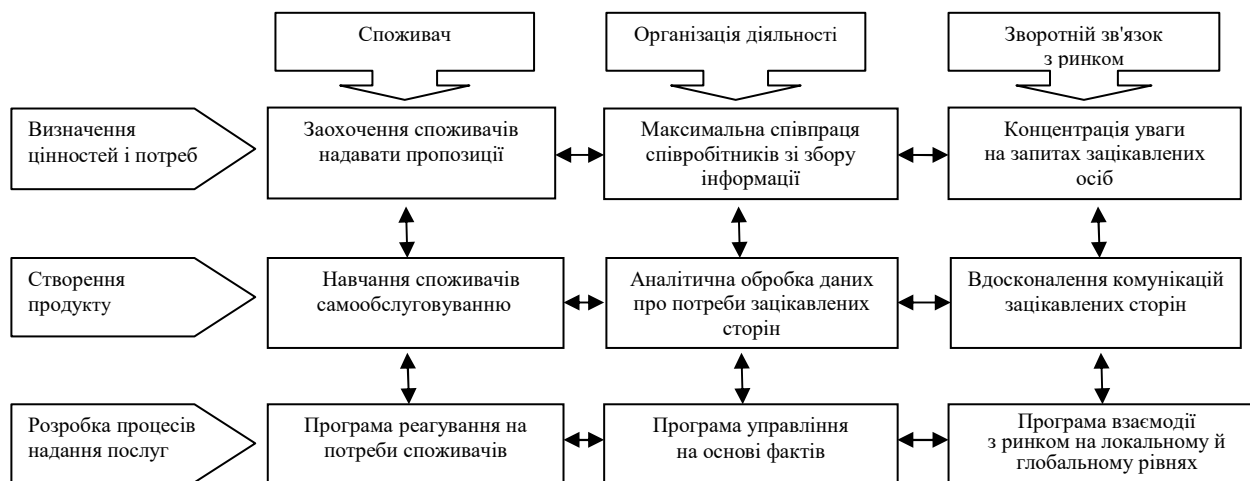 Споживач
Організація діяльності
Зворотній зв'язок
з ринком
Визначення
цінностей і потреб
Заохочення споживачів
надавати пропозиції
Максимальна співпраця
співробітників зі збору
інформації
Концентрація уваги
на запитах зацікавлених
осіб
Створення
продукту
Навчання споживачів
самообслуговуванню
Аналітична обробка даних
про потреби зацікавлених
сторін
Вдосконалення комунікацій
зацікавлених сторін
Розробка процесів
надання послуг
Програма реагування на
потреби споживачів
Програма управління
на основі фактів
Програма взаємодії
з ринком на локальному й
глобальному рівнях